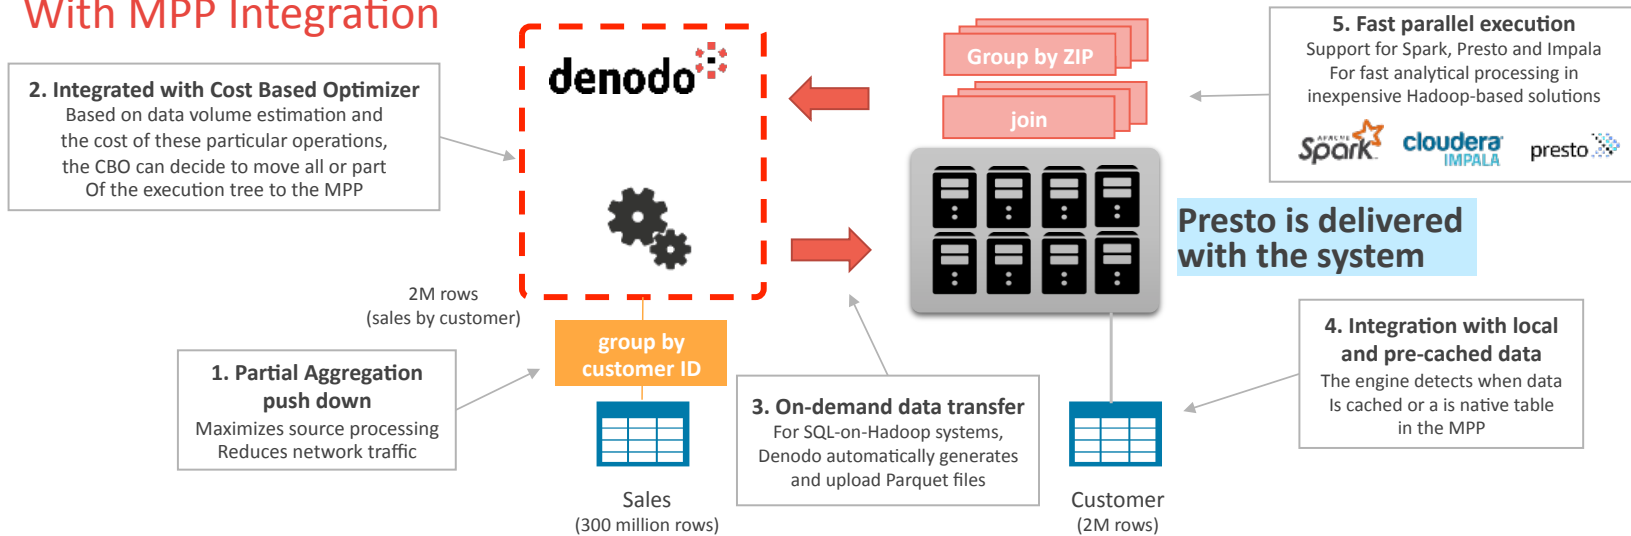 With MPP Integration
2. Integrated with Cost Based Optimizer
Based on data volume estimation and
the cost of these particular operations,
the CBO can decide to move all or part
Of the execution tree to the MPP
denodo
Group by ZIP
join
5. Fast parallel execution
Support for Spark, Presto and Impala
For fast analytical processing in
inexpensive Hadoop-based solutions
APACHE
Spark
cloudera
IMPALA
presto
Presto is delivered
with the system
2M rows
(sales by customer)
group by
customer ID
1. Partial Aggregation
push down
Maximizes source processing
Reduces network traffic
3. On-demand data transfer
For SQL-on-Hadoop systems,
Denodo automatically generates
and upload Parquet files
4. Integration with local
and pre-cached data
The engine detects when data
Is cached or a is native table
in the MPP
Sales
(300 million rows)
Customer
(2M rows)